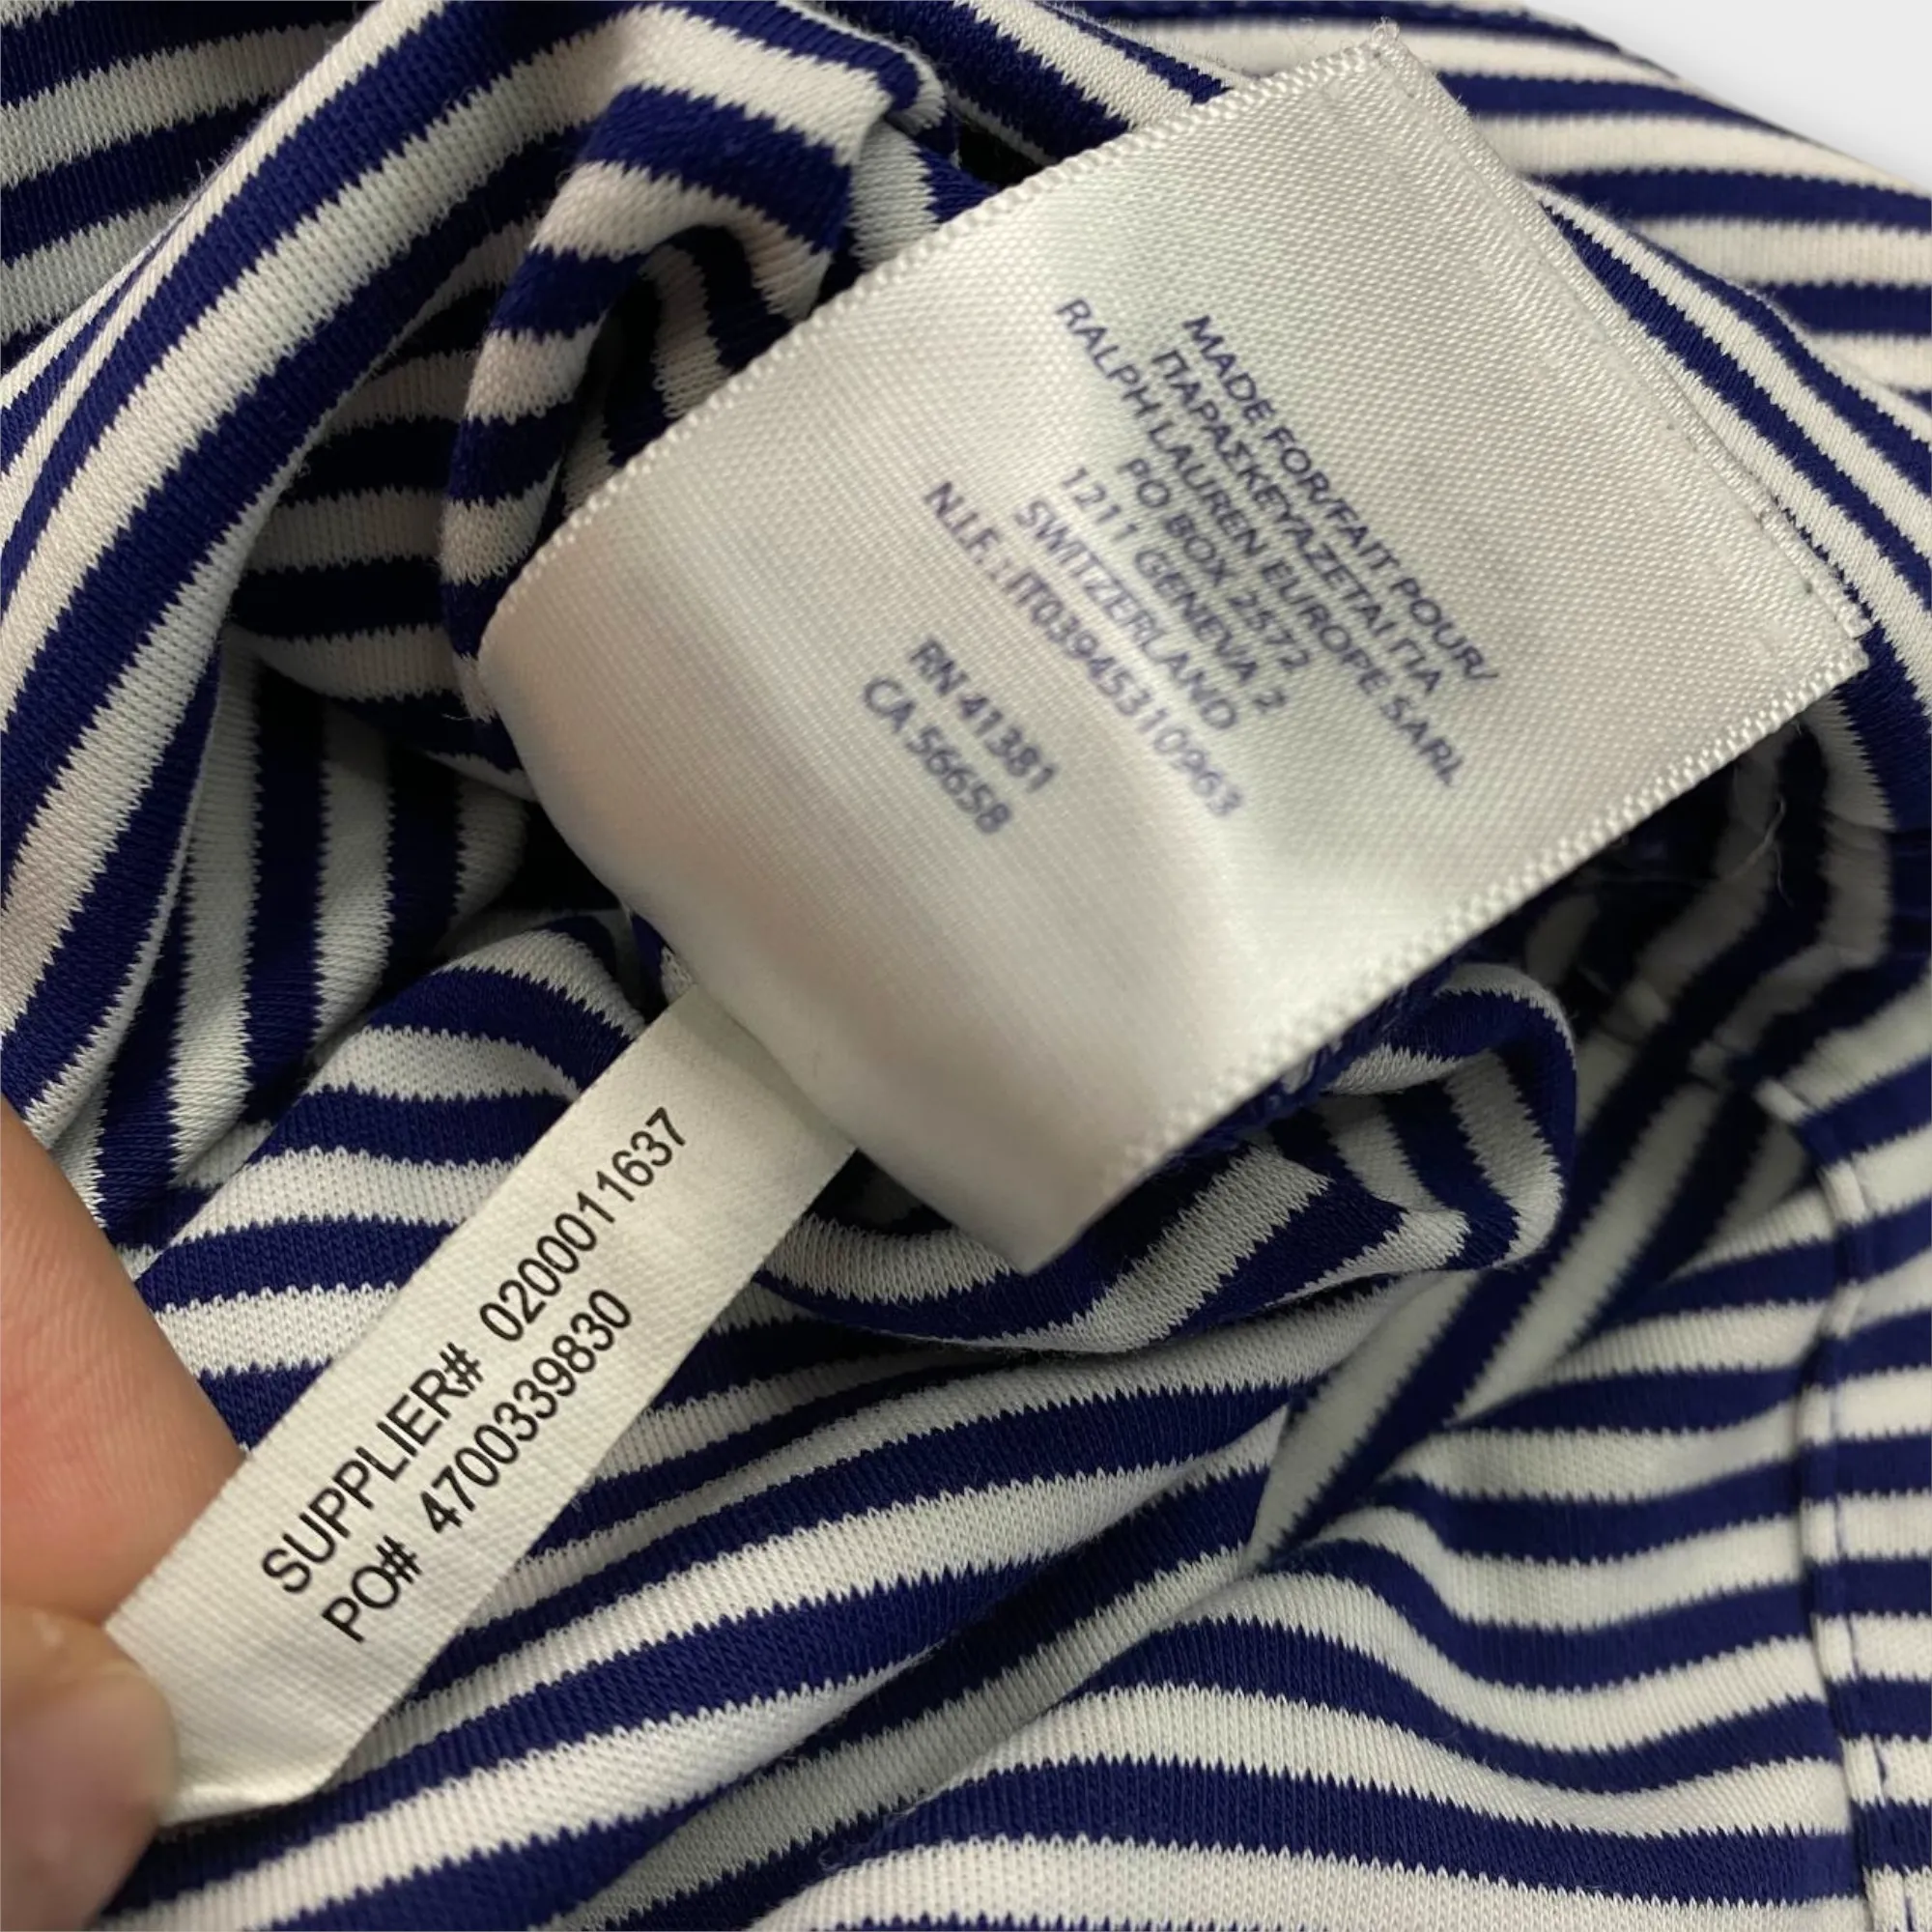 MADE FOR/FAIT POUR/
ΠΑΡΑΣΚΕΥΑΖΕΤΑΙ ΓΙΑ
RALPH LAUREN EUROPE SARL
PO BOX 2572
1211 GENEVA 2
SWITZERLAND
N.I.F.: IT03945310963
RN 41381
CA 56658
SUPPLIER# 0200011637
PO# 4700339830